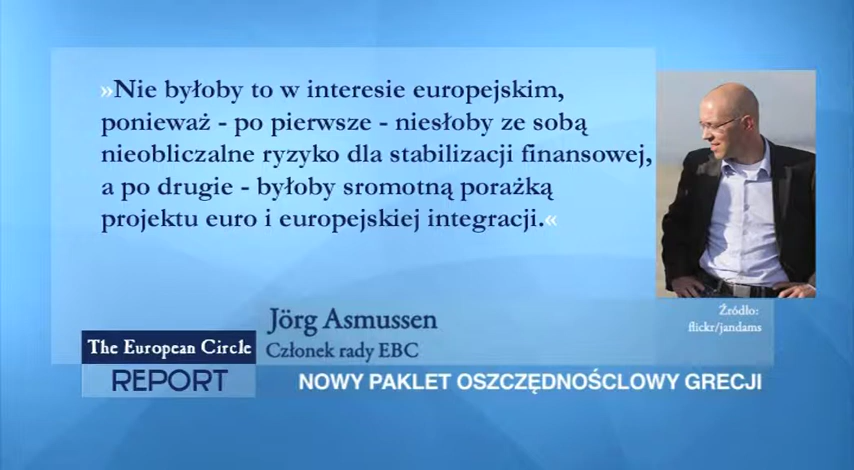 »Nie byłoby to w interesie europejskim,
ponieważ - po pierwsze - niesłoby ze sobą
nieobliczalne ryzyko dla stabilizacji finansowej,
a po drugie - byłoby sromotną porażką
projektu euro i europejskiej integracji.«
Źródło:
flickr/jandams
Jörg Asmussen
Członek rady EBC
The European Circle
REPORT
NOWY PAKLET OSZCZĘDNOŚCLOWY GRECJI